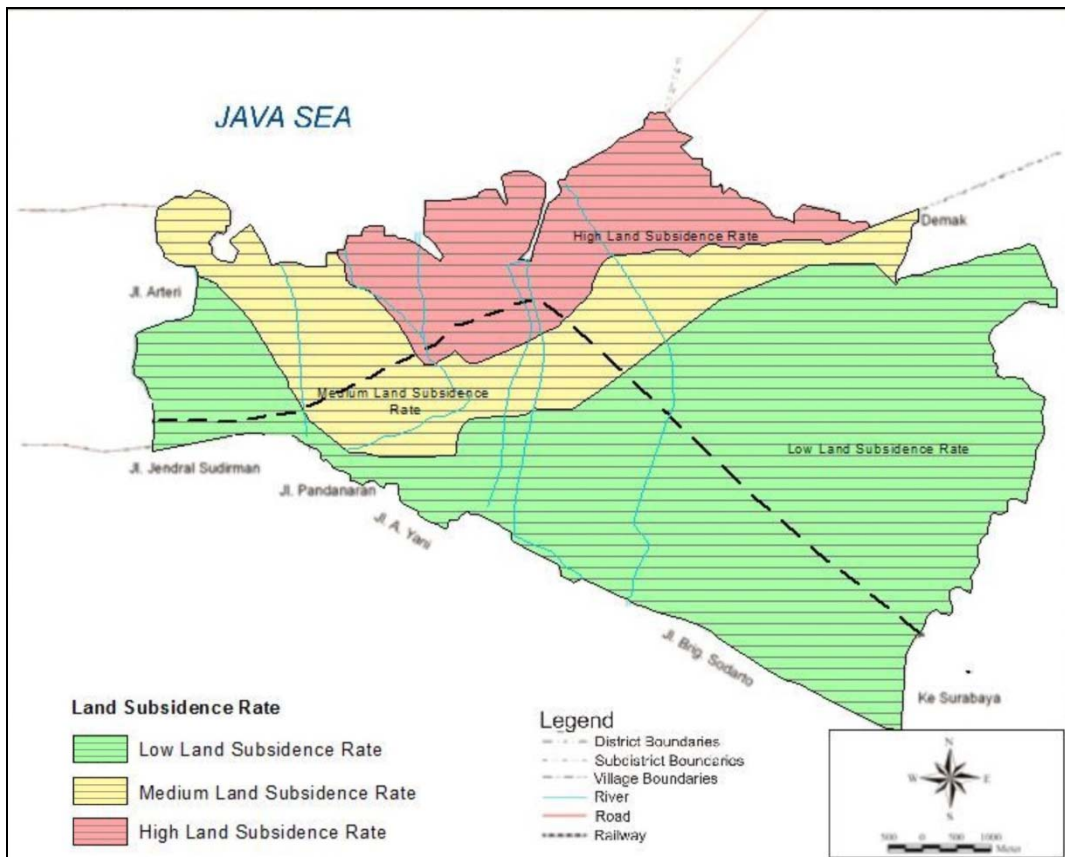 JAVA SEA
Demak
High Land Subsidence Rate
Jl. Arteri
Medium Land Subsidence
Rate
Low Land Subsidence Rate
Jl. Jendral Sudirman
Jl. Pandanaran
Jl. A. Yani
Jl. Brig. Sodarto
Ke Surabaya
Land Subsidence Rate
Low Land Subsidence Rate
Medium Land Subsidence Rate
High Land Subsidence Rate
Legend
District Boundaries
Subdistrict Boundaries
Village Boundaries
River
Road
Railway
N
W E
S
500 0 500 1000
Meter